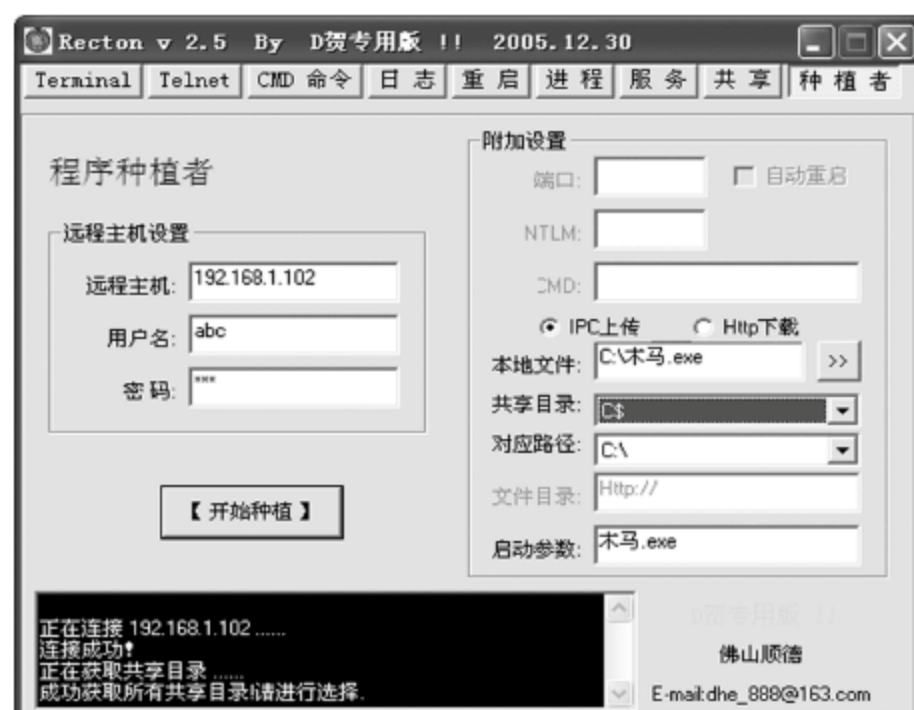 Recton v 2.5 By D贺专用版 !! 2005.12.30
Terminal Telnet CMD 命令 日志 重启 进程 服务 共享 种植者
程序种植者
远程主机设置
远程主机: 192.168.1.102
用户名: abc
密码: ***
【开始种植】
附加设置
端口: 自动重启
NTLM:
CMD:
IPC上传 Http下载
本地文件: C:\木马.exe >>
共享目录: C$
对应路径: C:\
文件目录: Http://
启动参数: 木马.exe
正在连接 192.168.1.102 ......
连接成功!
正在获取共享目录 ......
成功获取所有共享目录!请进行选择.
D贺专用版 !!
佛山顺德
E-mail:dhe_888@163.com